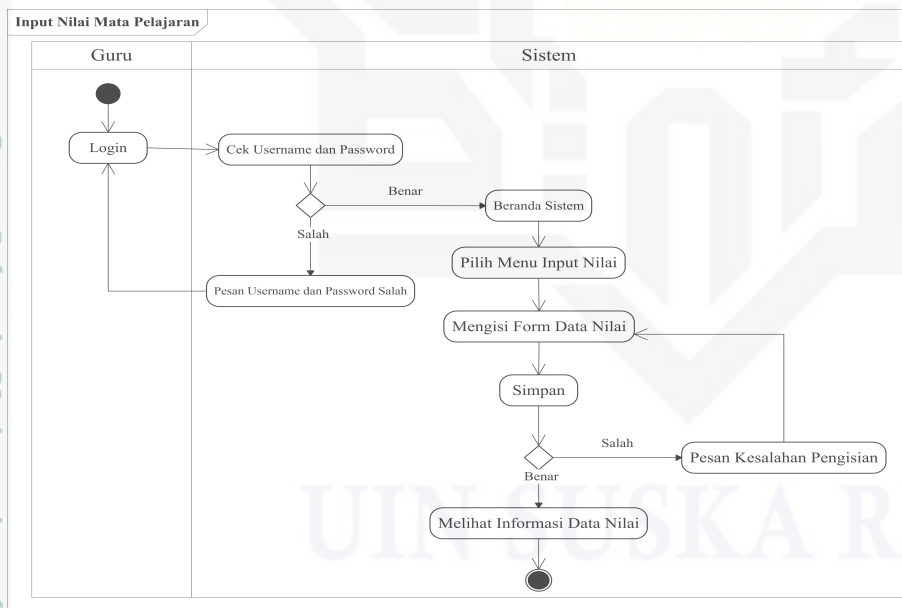 Input Nilai Mata Pelajaran
Guru
Sistem
Login
Cek Username dan Password
Benar
Beranda Sistem
Salah
Pilih Menu Input Nilai
Pesan Username dan Password Salah
Mengisi Form Data Nilai
Simpan
Salah
Pesan Kesalahan Pengisian
Benar
Melihat Informasi Data Nilai
UIN SUSKA R